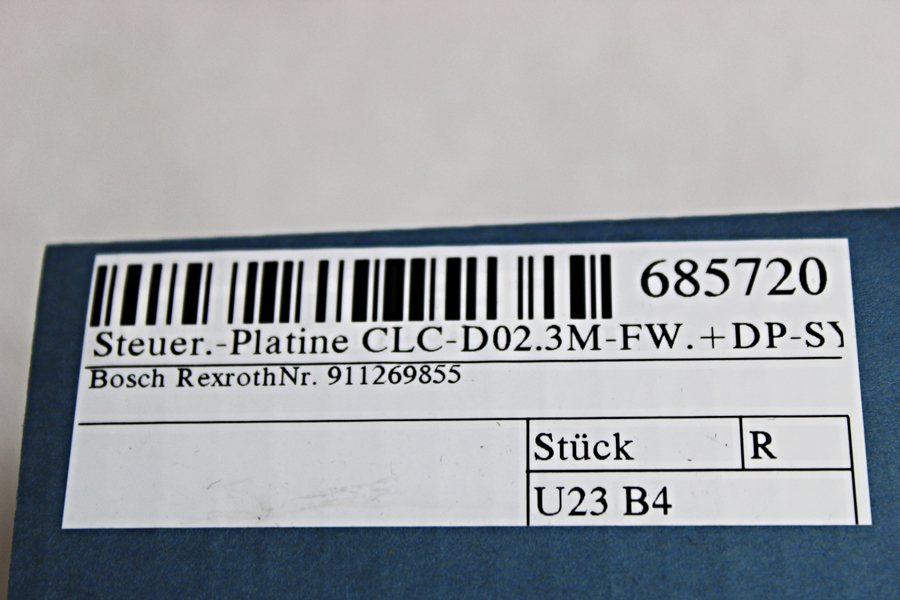 685720
Steuer.-Platine CLC-D02.3M-FW.+DP-SY
Bosch RexrothNr. 911269855
Stück R
U23 B4